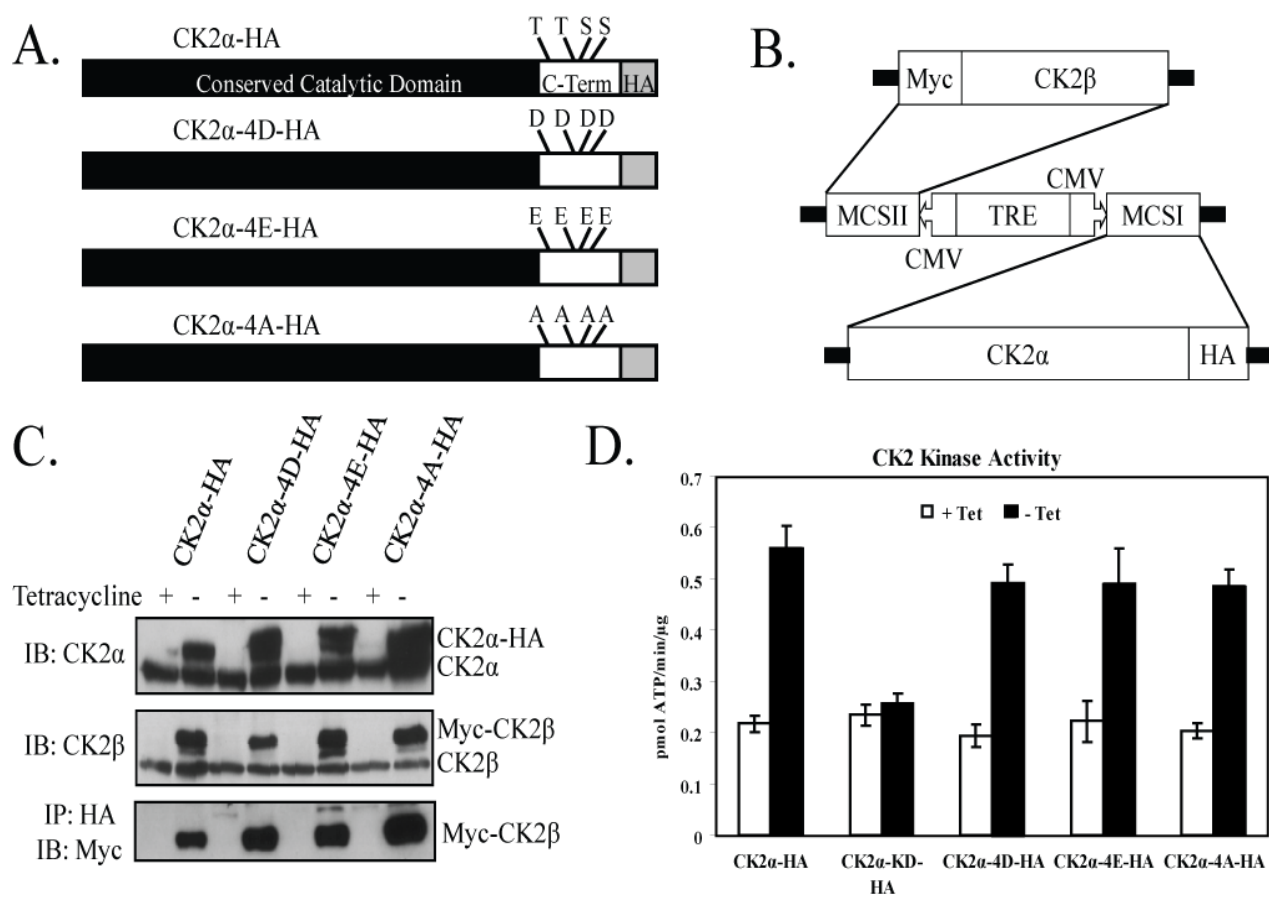 A.
CK2α-HA
T T S S
Conserved Catalytic Domain C-Term HA
CK2α-4D-HA
D D D D
CK2α-4E-HA
E E E E
CK2α-4A-HA
A A A A
B.
Myc CK2β
CMV
MCSII TRE MCSI
CMV
CK2α HA
C.
CK2α-HA
CK2α-4D-HA
CK2α-4E-HA
CK2α-4A-HA
Tetracycline + - + - + - + -
IB: CK2α
CK2α-HA
CK2α
IB: CK2β
Myc-CK2β
CK2β
IP: HA
IB: Myc
Myc-CK2β
D.
CK2 Kinase Activity
+ Tet - Tet
pmol ATP/min/µg
0.7
0.6
0.5
0.4
0.3
0.2
0.1
0
CK2α-HA
CK2α-KD-
HA
CK2α-4D-HA
CK2α-4E-HA
CK2α-4A-HA